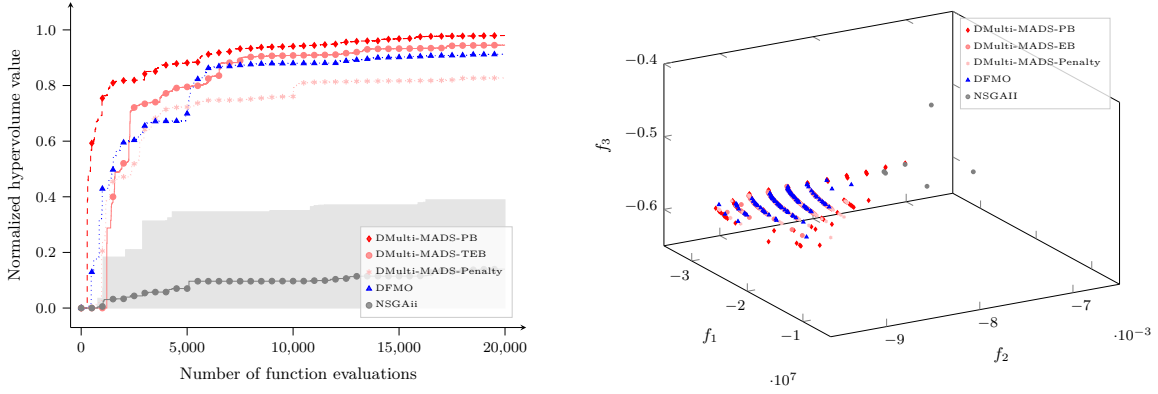 Normalized hypervolume value
1.0
0.8
0.6
0.4
0.2
0.0
0
5,000
10,000
15,000
20,000
Number of function evaluations
DMulti-MADS-PB
DMulti-MADS-TEB
DMulti-MADS-Penalty
DFMO
NSGAii
f3
−0.4
−0.5
−0.6
−3
−2
−1
f1
·10^7
−9
−8
−7
f2
·10^−3
DMulti-MADS-PB
DMulti-MADS-EB
DMulti-MADS-Penalty
DFMO
NSGAII